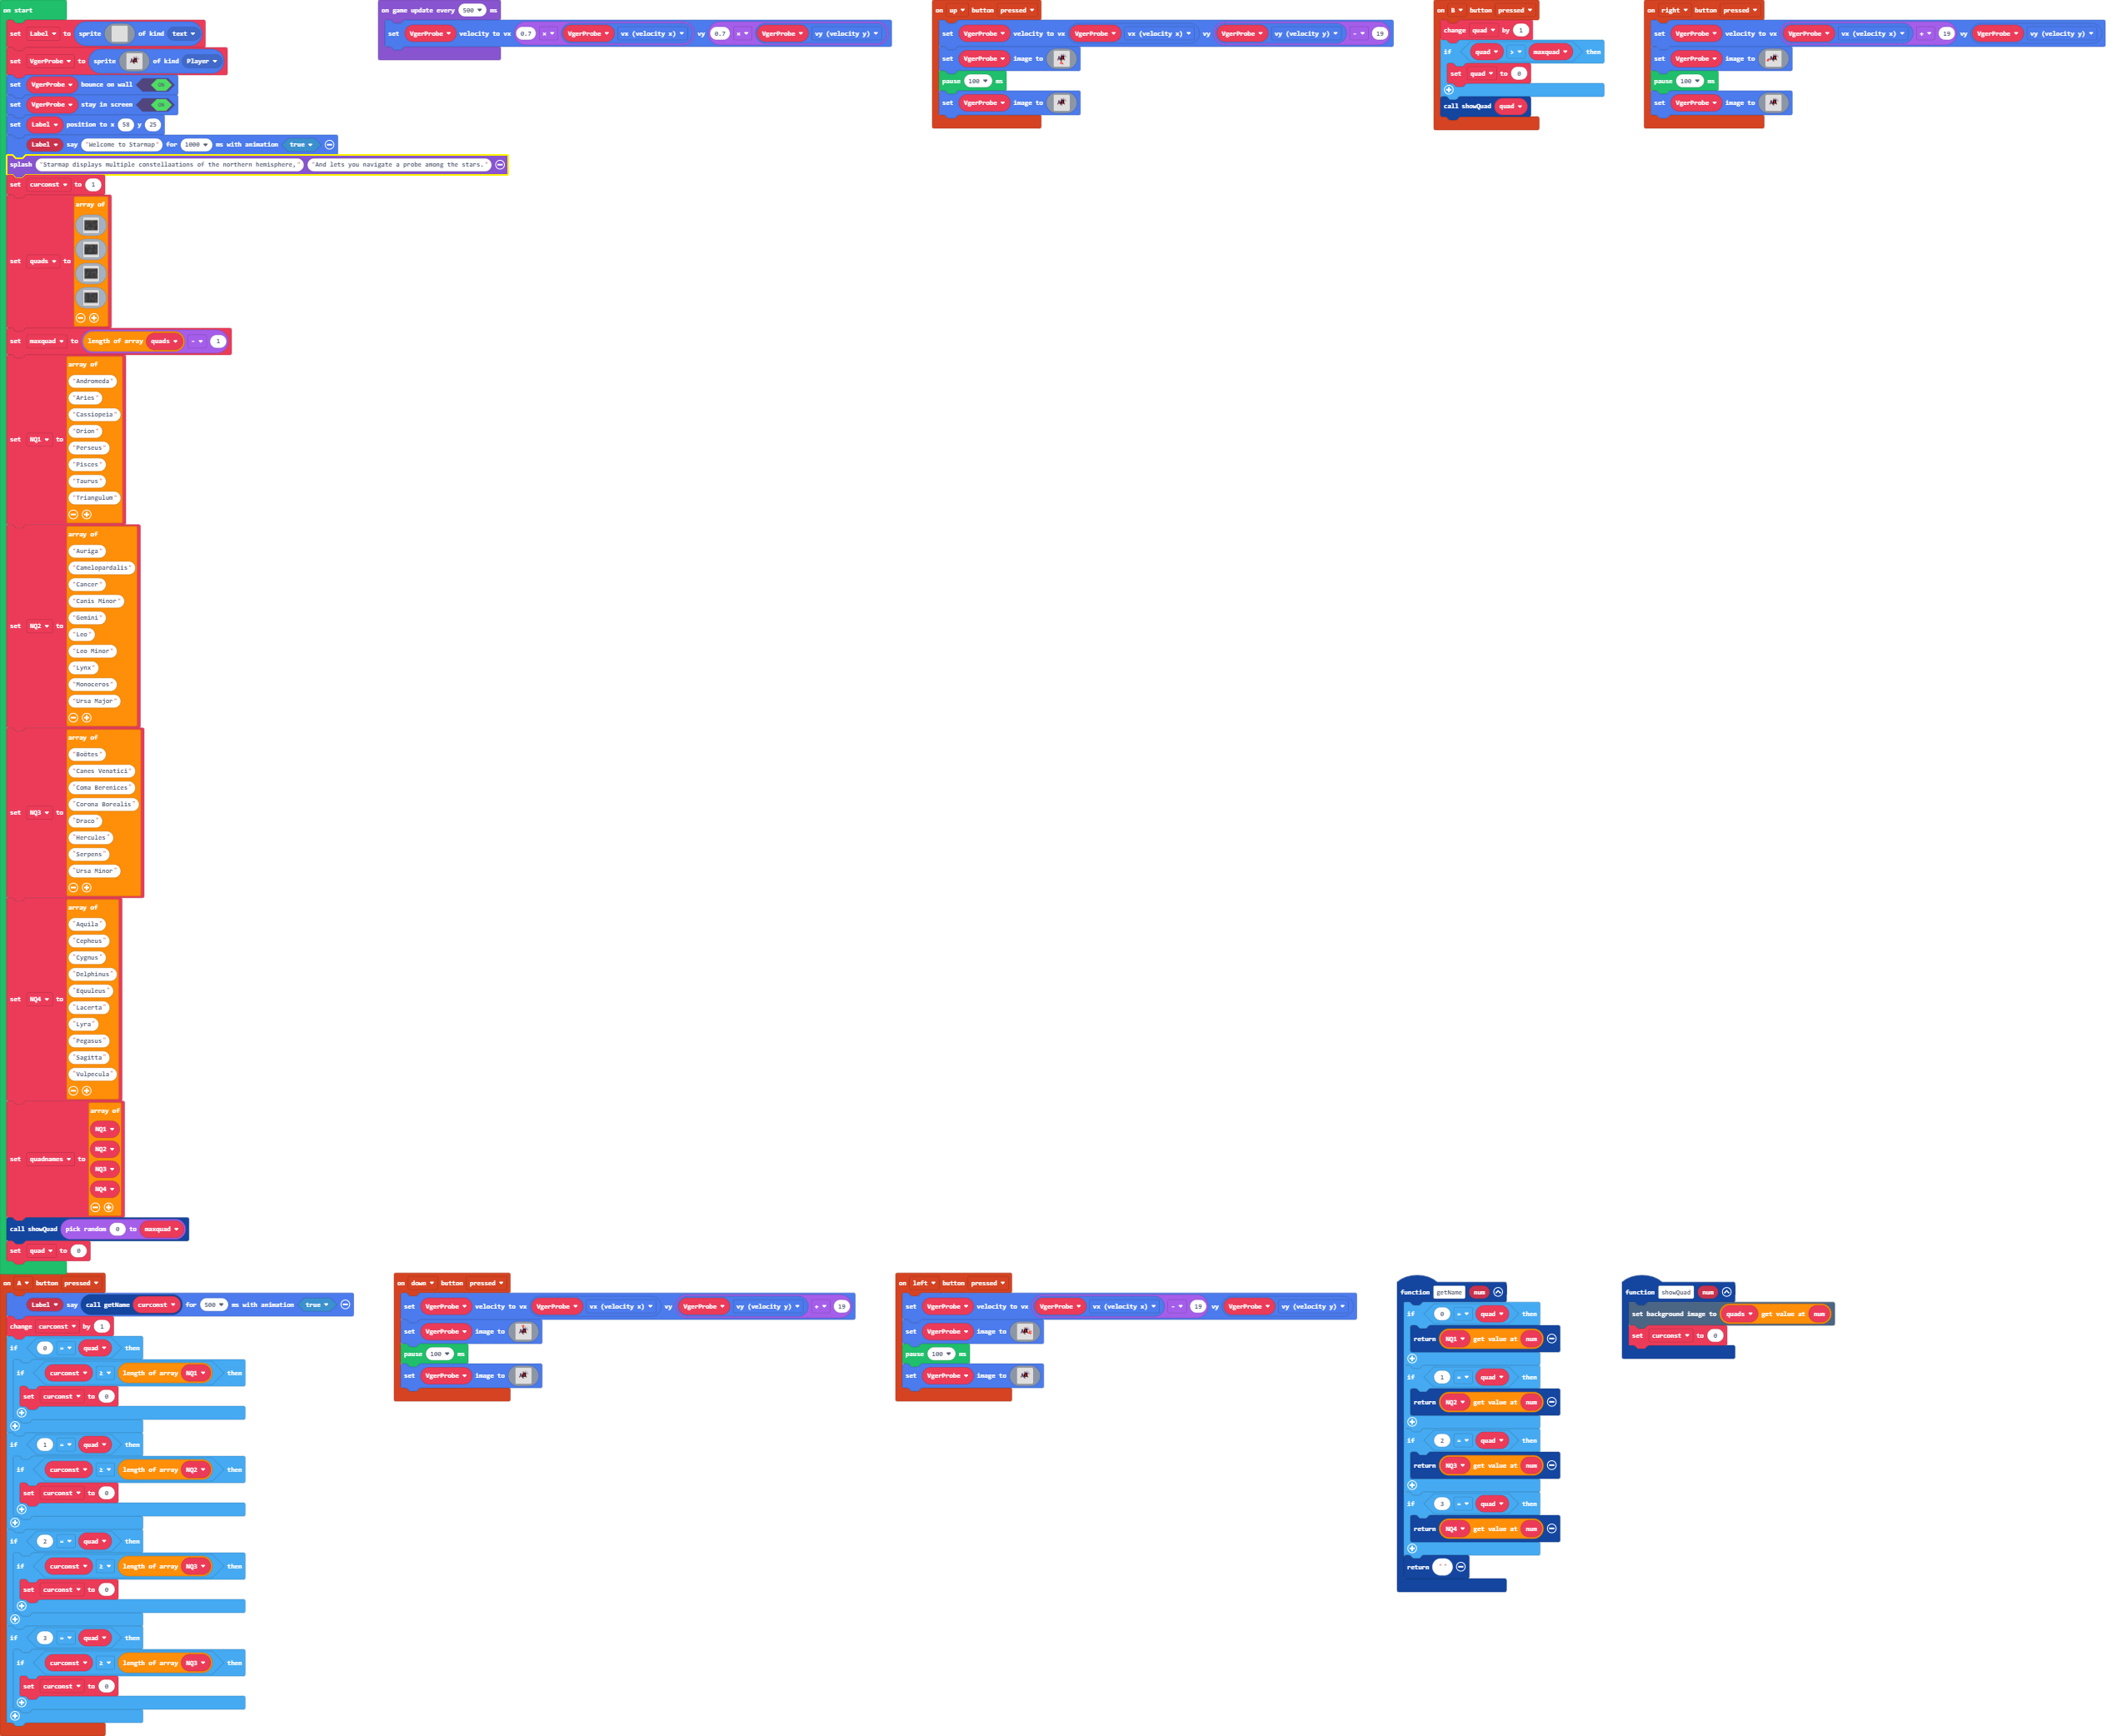 on start
set Label to sprite of kind text
set VgerProbe to sprite of kind Player
set VgerProbe bounce on wall ON
set VgerProbe stay in screen ON
set Label position to x 58 y 25
Label say "Welcome to Starmap" for 1000 ms with animation true
splash "Starmap displays multiple constellaations of the northern hemisphere," "And lets you navigate a probe among the stars."
set curconst to 1
set quads to array of
set maxquad to length of array quads - 1
set NQ1 to array of
"Andromeda"
"Aries"
"Cassiopeia"
"Orion"
"Perseus"
"Pisces"
"Taurus"
"Triangulum"
set NQ2 to array of
"Auriga"
"Camelopardalis"
"Cancer"
"Canis Minor"
"Gemini"
"Leo"
"Leo Minor"
"Lynx"
"Monoceros"
"Ursa Major"
set NQ3 to array of
"Boötes"
"Canes Venatici"
"Coma Berenices"
"Corona Borealis"
"Draco"
"Hercules"
"Serpens"
"Ursa Minor"
set NQ4 to array of
"Aquila"
"Cepheus"
"Cygnus"
"Delphinus"
"Equuleus"
"Lacerta"
"Lyra"
"Pegasus"
"Sagitta"
"Vulpecula"
set quadnames to array of
NQ1
NQ2
NQ3
NQ4
call showQuad pick random 0 to maxquad
set quad to 0
on game update every 500 ms
set VgerProbe velocity to vx 0.7 × VgerProbe vx (velocity x) vy 0.7 × VgerProbe vy (velocity y)
on up button pressed
set VgerProbe velocity to vx VgerProbe vx (velocity x) vy VgerProbe vy (velocity y) - 19
set VgerProbe image to
pause 100 ms
set VgerProbe image to
on B button pressed
change quad by 1
if quad > maxquad then
set quad to 0
call showQuad quad
on right button pressed
set VgerProbe velocity to vx VgerProbe vx (velocity x) + 19 vy VgerProbe vy (velocity y)
set VgerProbe image to
pause 100 ms
set VgerProbe image to
on A button pressed
Label say call getName curconst for 500 ms with animation true
change curconst by 1
if 0 = quad then
if curconst ≥ length of array NQ1 then
set curconst to 0
if 1 = quad then
if curconst ≥ length of array NQ2 then
set curconst to 0
if 2 = quad then
if curconst ≥ length of array NQ3 then
set curconst to 0
if 3 = quad then
if curconst ≥ length of array NQ3 then
set curconst to 0
on down button pressed
set VgerProbe velocity to vx VgerProbe vx (velocity x) vy VgerProbe vy (velocity y) + 19
set VgerProbe image to
pause 100 ms
set VgerProbe image to
on left button pressed
set VgerProbe velocity to vx VgerProbe vx (velocity x) - 19 vy VgerProbe vy (velocity y)
set VgerProbe image to
pause 100 ms
set VgerProbe image to
function getName num
if 0 = quad then
return NQ1 get value at num
if 1 = quad then
return NQ2 get value at num
if 2 = quad then
return NQ3 get value at num
if 3 = quad then
return NQ4 get value at num
return " "
function showQuad num
set background image to quads get value at num
set curconst to 0